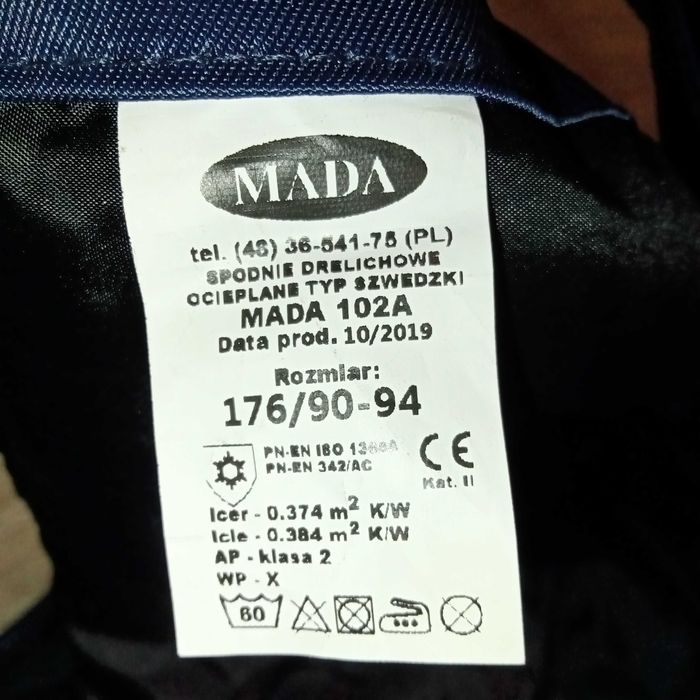 MADA
tel. (48) 36-541-75 (PL)
SPODNIE DRELICHOWE
OCIEPLANE TYP SZWEDZKI
MADA 102A
Data prod. 10/2019
Rozmiar:
176/90-94
PN-EN ISO
PN-EN 342/AC
CE
Kat. II
Icer - 0.374 m² K/W
Icle - 0.384 m² K/W
AP - klasa 2
WP - X
60